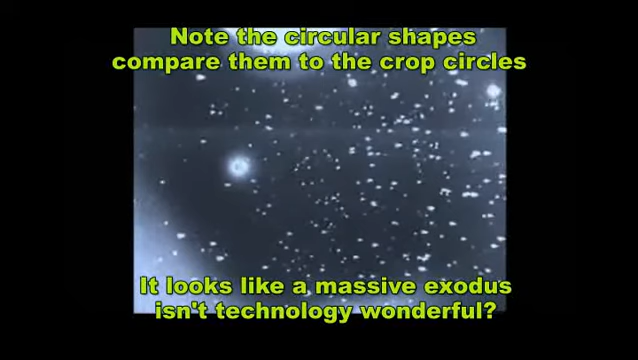 Note the circular shapes
compare them to the crop circles
It looks like a massive exodus
isn't technology wonderful?